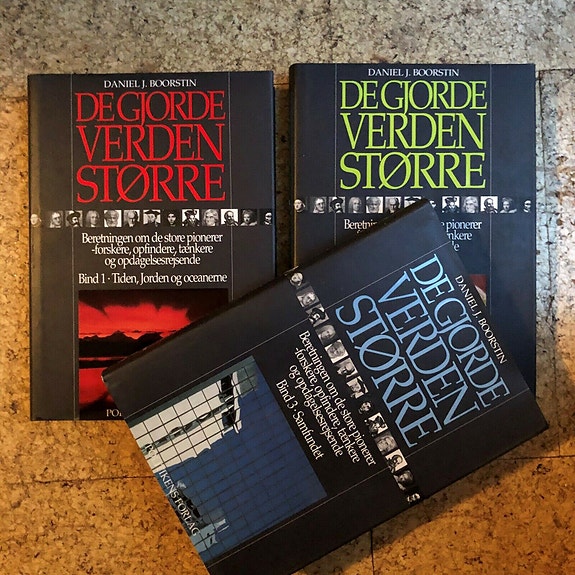 DANIEL J. BOORSTIN
DE GJORDE
VERDEN
STØRRE
Beretningen om de store pionerer
-forskere, opfindere, tænkere
og opdagelsesrejsende
Bind 1 · Tiden, Jorden og oceanerne
DANIEL J. BOORSTIN
DE GJORDE
VERDEN
STØRRE
DANIEL J. BOORSTIN
DE GJORDE
VERDEN
STØRRE
Beretningen om de store pionerer
-forskere, opfindere, tænkere
og opdagelsesrejsende
Bind 3 · Samfundet
IKENS FORLAG